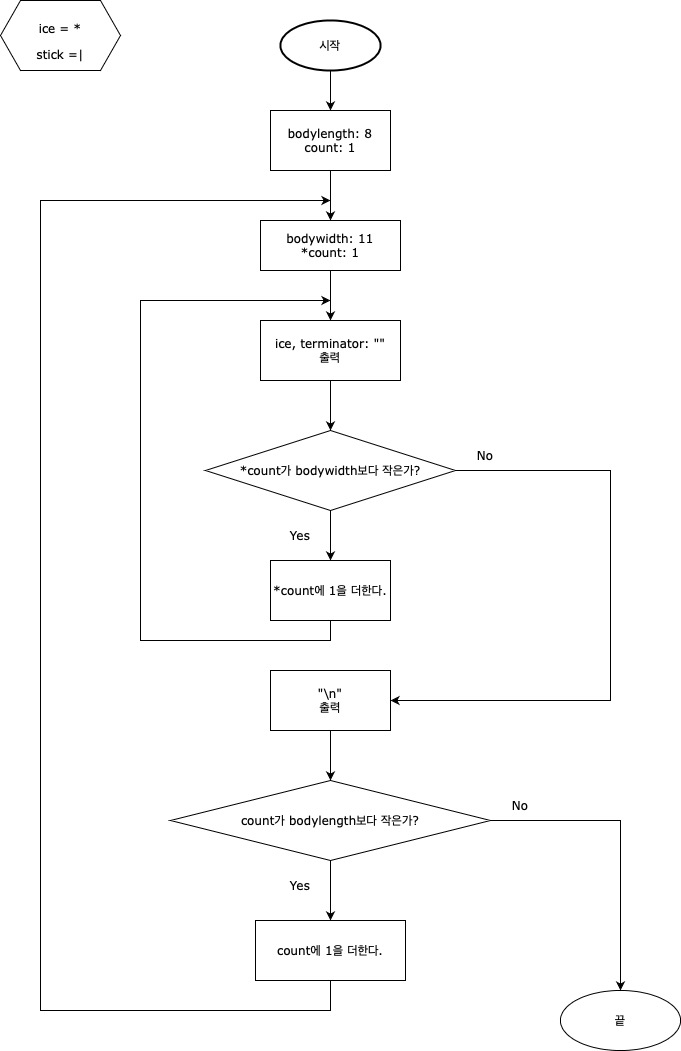 ice = *
stick =|
시작
bodylength: 8
count: 1
bodywidth: 11
*count: 1
ice, terminator: ""
출력
*count가 bodywidth보다 작은가?
No
Yes
*count에 1을 더한다.
"\n"
출력
count가 bodylength보다 작은가?
No
Yes
count에 1을 더한다.
끝